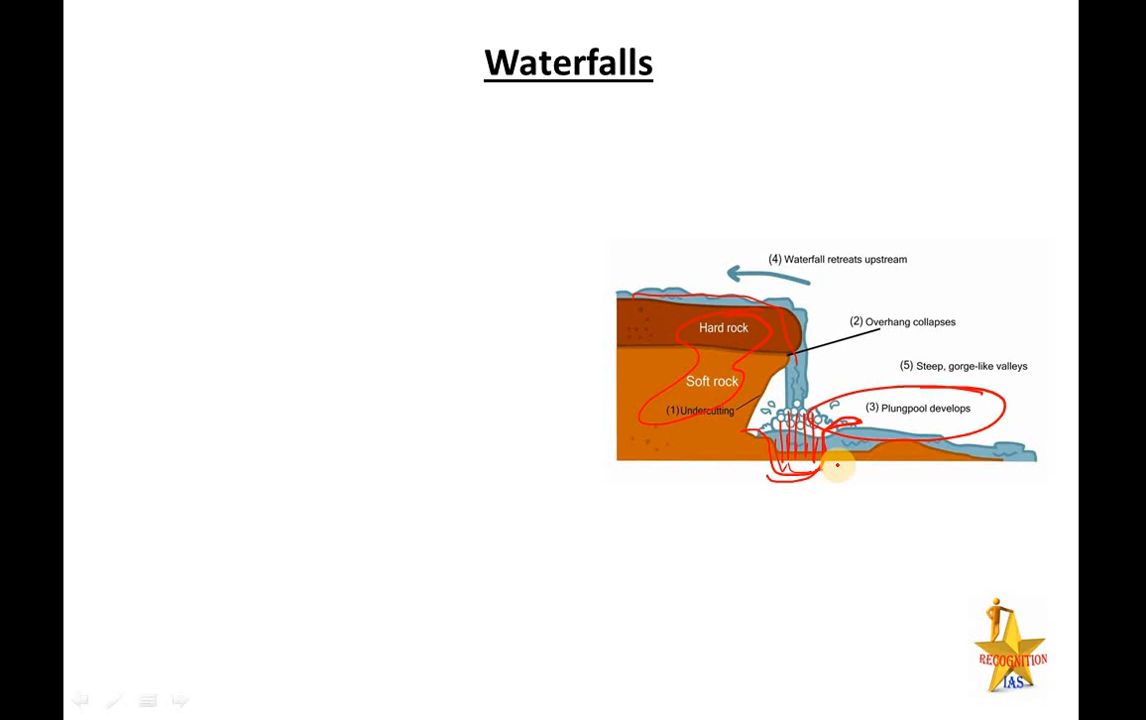 Waterfalls
(4) Waterfall retreats upstream
Hard rock
(2) Overhang collapses
(5) Steep, gorge-like valleys
Soft rock
(3) Plungpool develops
(1)Undercutting
RECOGNITION
IAS